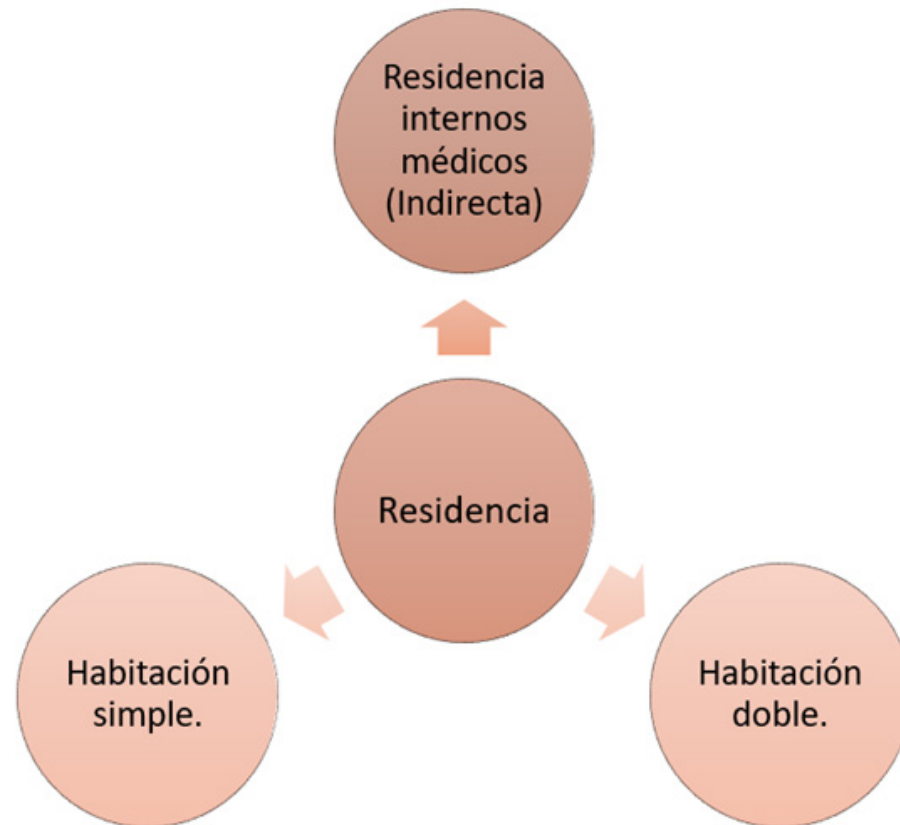 Residencia
internos
médicos
(Indirecta)
Residencia
Habitación
simple.
Habitación
doble.